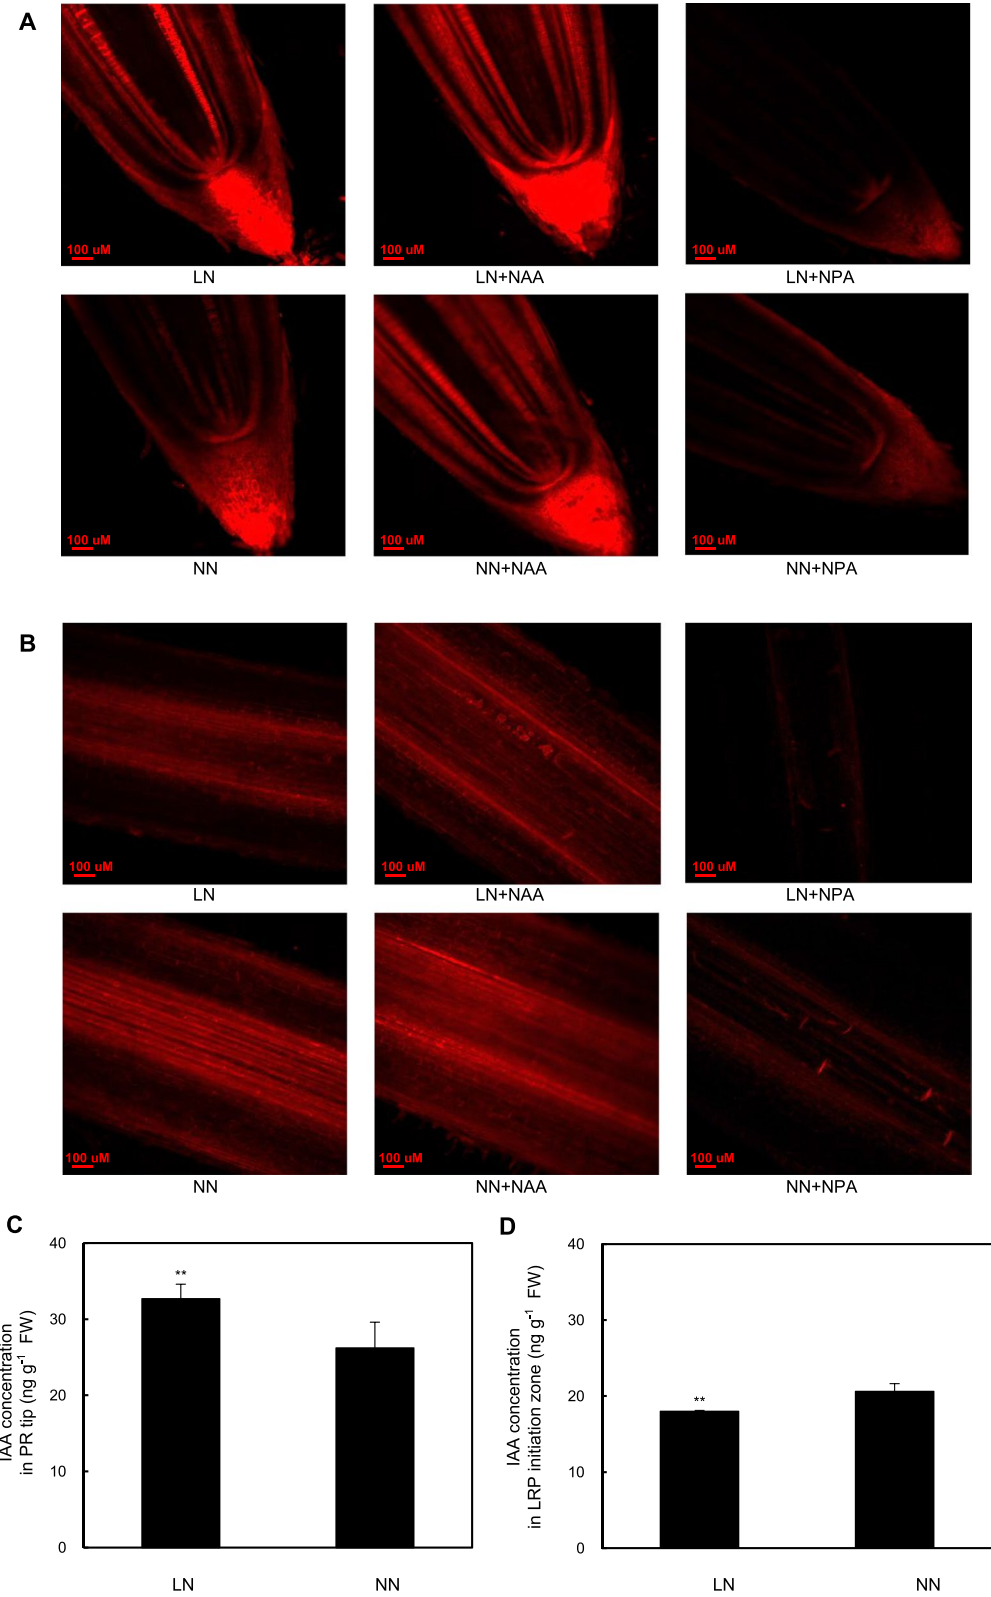 A
100 uM
100 uM
100 uM
LN
LN+NAA
LN+NPA
100 uM
100 uM
100 uM
NN
NN+NAA
NN+NPA
B
100 uM
100 uM
100 uM
LN
LN+NAA
LN+NPA
100 uM
100 uM
100 uM
NN
NN+NAA
NN+NPA
C
IAA concentration
in PR tip (ng g-1 FW)
40
30
20
10
0
**
LN
NN
D
IAA concentration
in LRP initiation zone (ng g-1 FW)
40
30
20
10
0
**
LN
NN